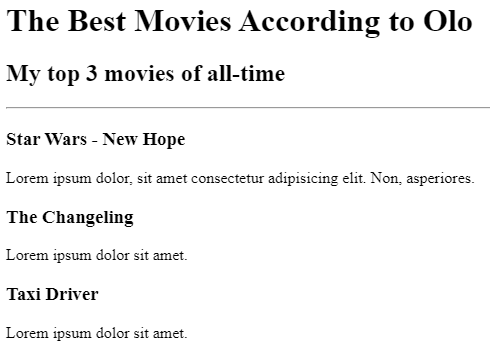 The Best Movies According to Olo
My top 3 movies of all-time
Star Wars - New Hope
Lorem ipsum dolor, sit amet consectetur adipisicing elit. Non, asperiores.
The Changeling
Lorem ipsum dolor sit amet.
Taxi Driver
Lorem ipsum dolor sit amet.